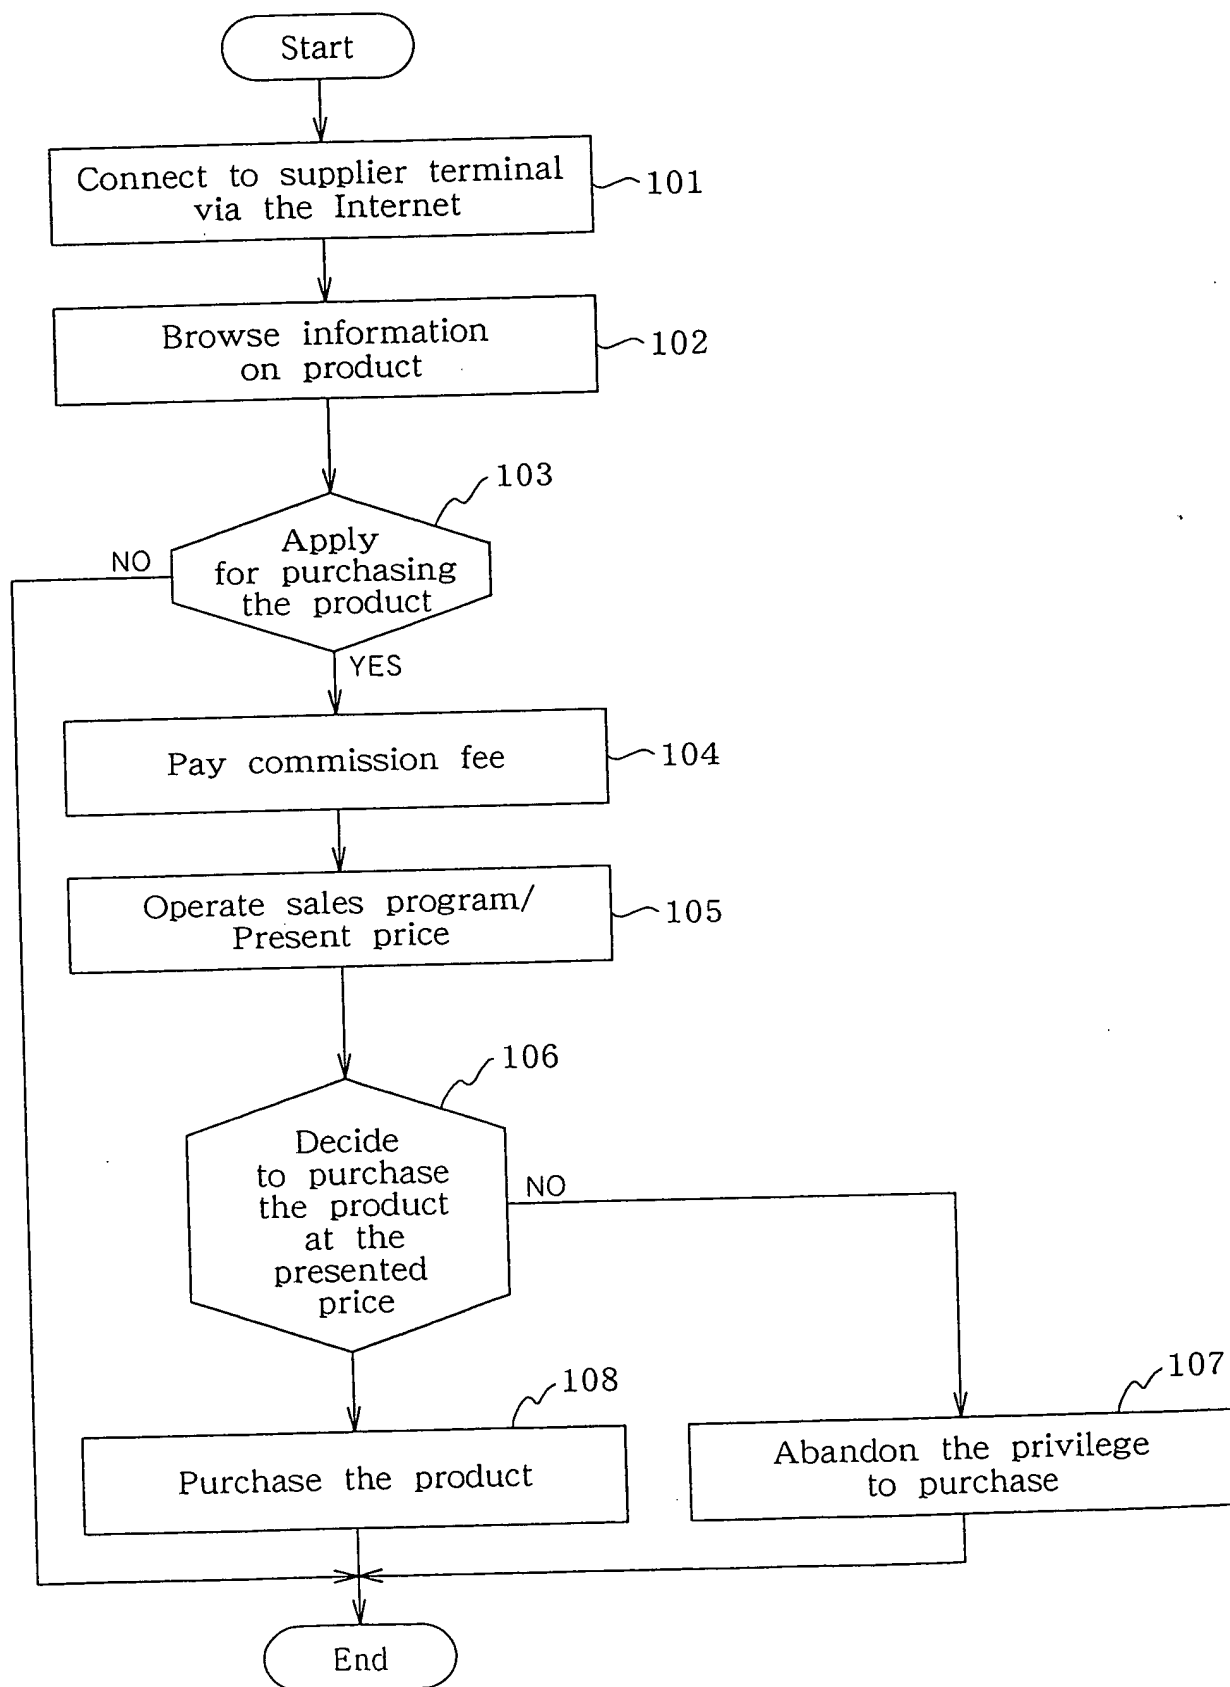 Start
Connect to supplier terminal
via the Internet
101
Browse information
on product
102
103
Apply
for purchasing
the product
NO
YES
Pay commission fee
104
Operate sales program/
Present price
105
106
Decide
to purchase
the product
at the
presented
price
NO
108
Purchase the product
107
Abandon the privilege
to purchase
End